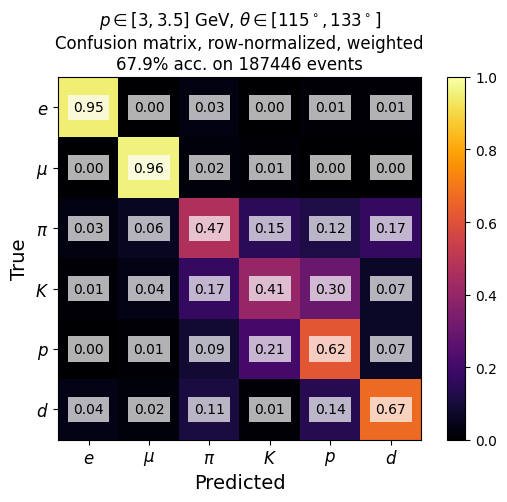 p ∈ [3, 3.5] GeV, θ ∈ [115°, 133°]
Confusion matrix, row-normalized, weighted
67.9% acc. on 187446 events
True
e 0.95 0.00 0.03 0.00 0.01 0.01
μ 0.00 0.96 0.02 0.01 0.00 0.00
π 0.03 0.06 0.47 0.15 0.12 0.17
K 0.01 0.04 0.17 0.41 0.30 0.07
p 0.00 0.01 0.09 0.21 0.62 0.07
d 0.04 0.02 0.11 0.01 0.14 0.67
e μ π K p d
Predicted
1.0
0.8
0.6
0.4
0.2
0.0